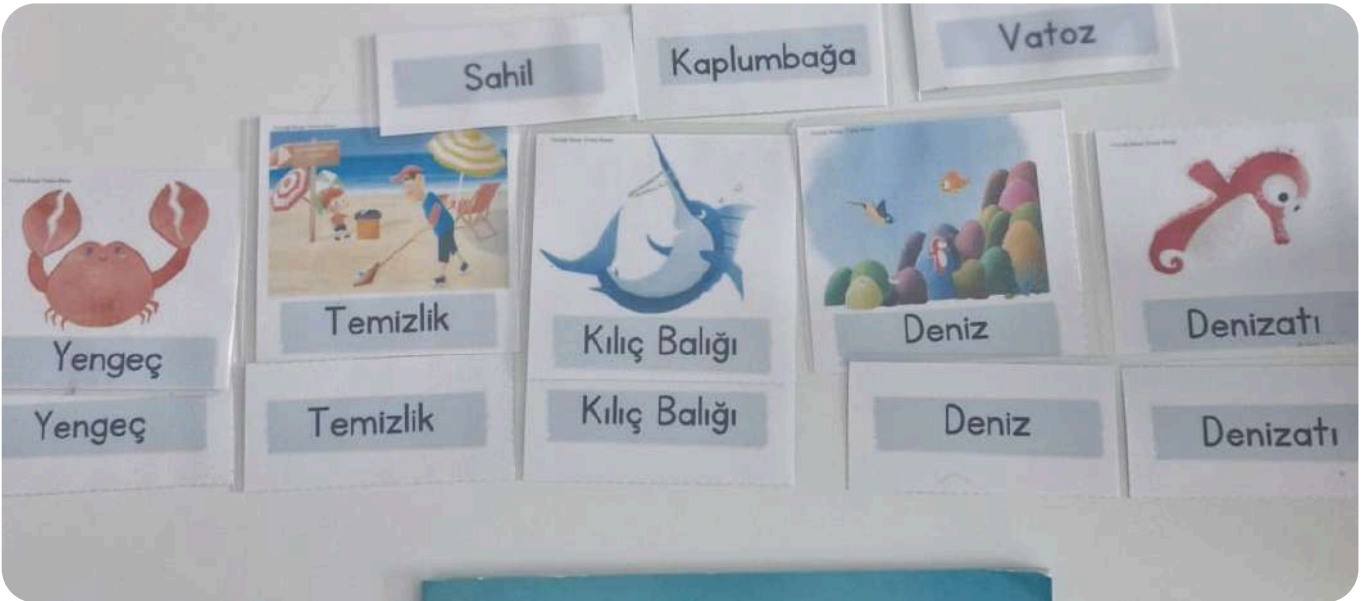 Sahil
Kaplumbağa
Vatoz
Yengeç
Temizlik
Kılıç Balığı
Deniz
Denizatı
Yengeç
Temizlik
Kılıç Balığı
Deniz
Denizatı